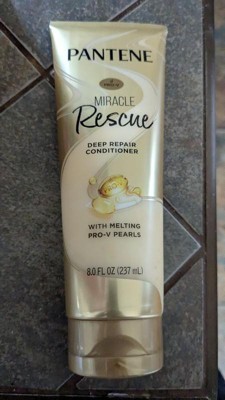 PANTENE
MIRACLE
Rescue
DEEP REPAIR
CONDITIONER
WITH MELTING
PRO-V PEARLS
8.0 FL OZ (237 mL)